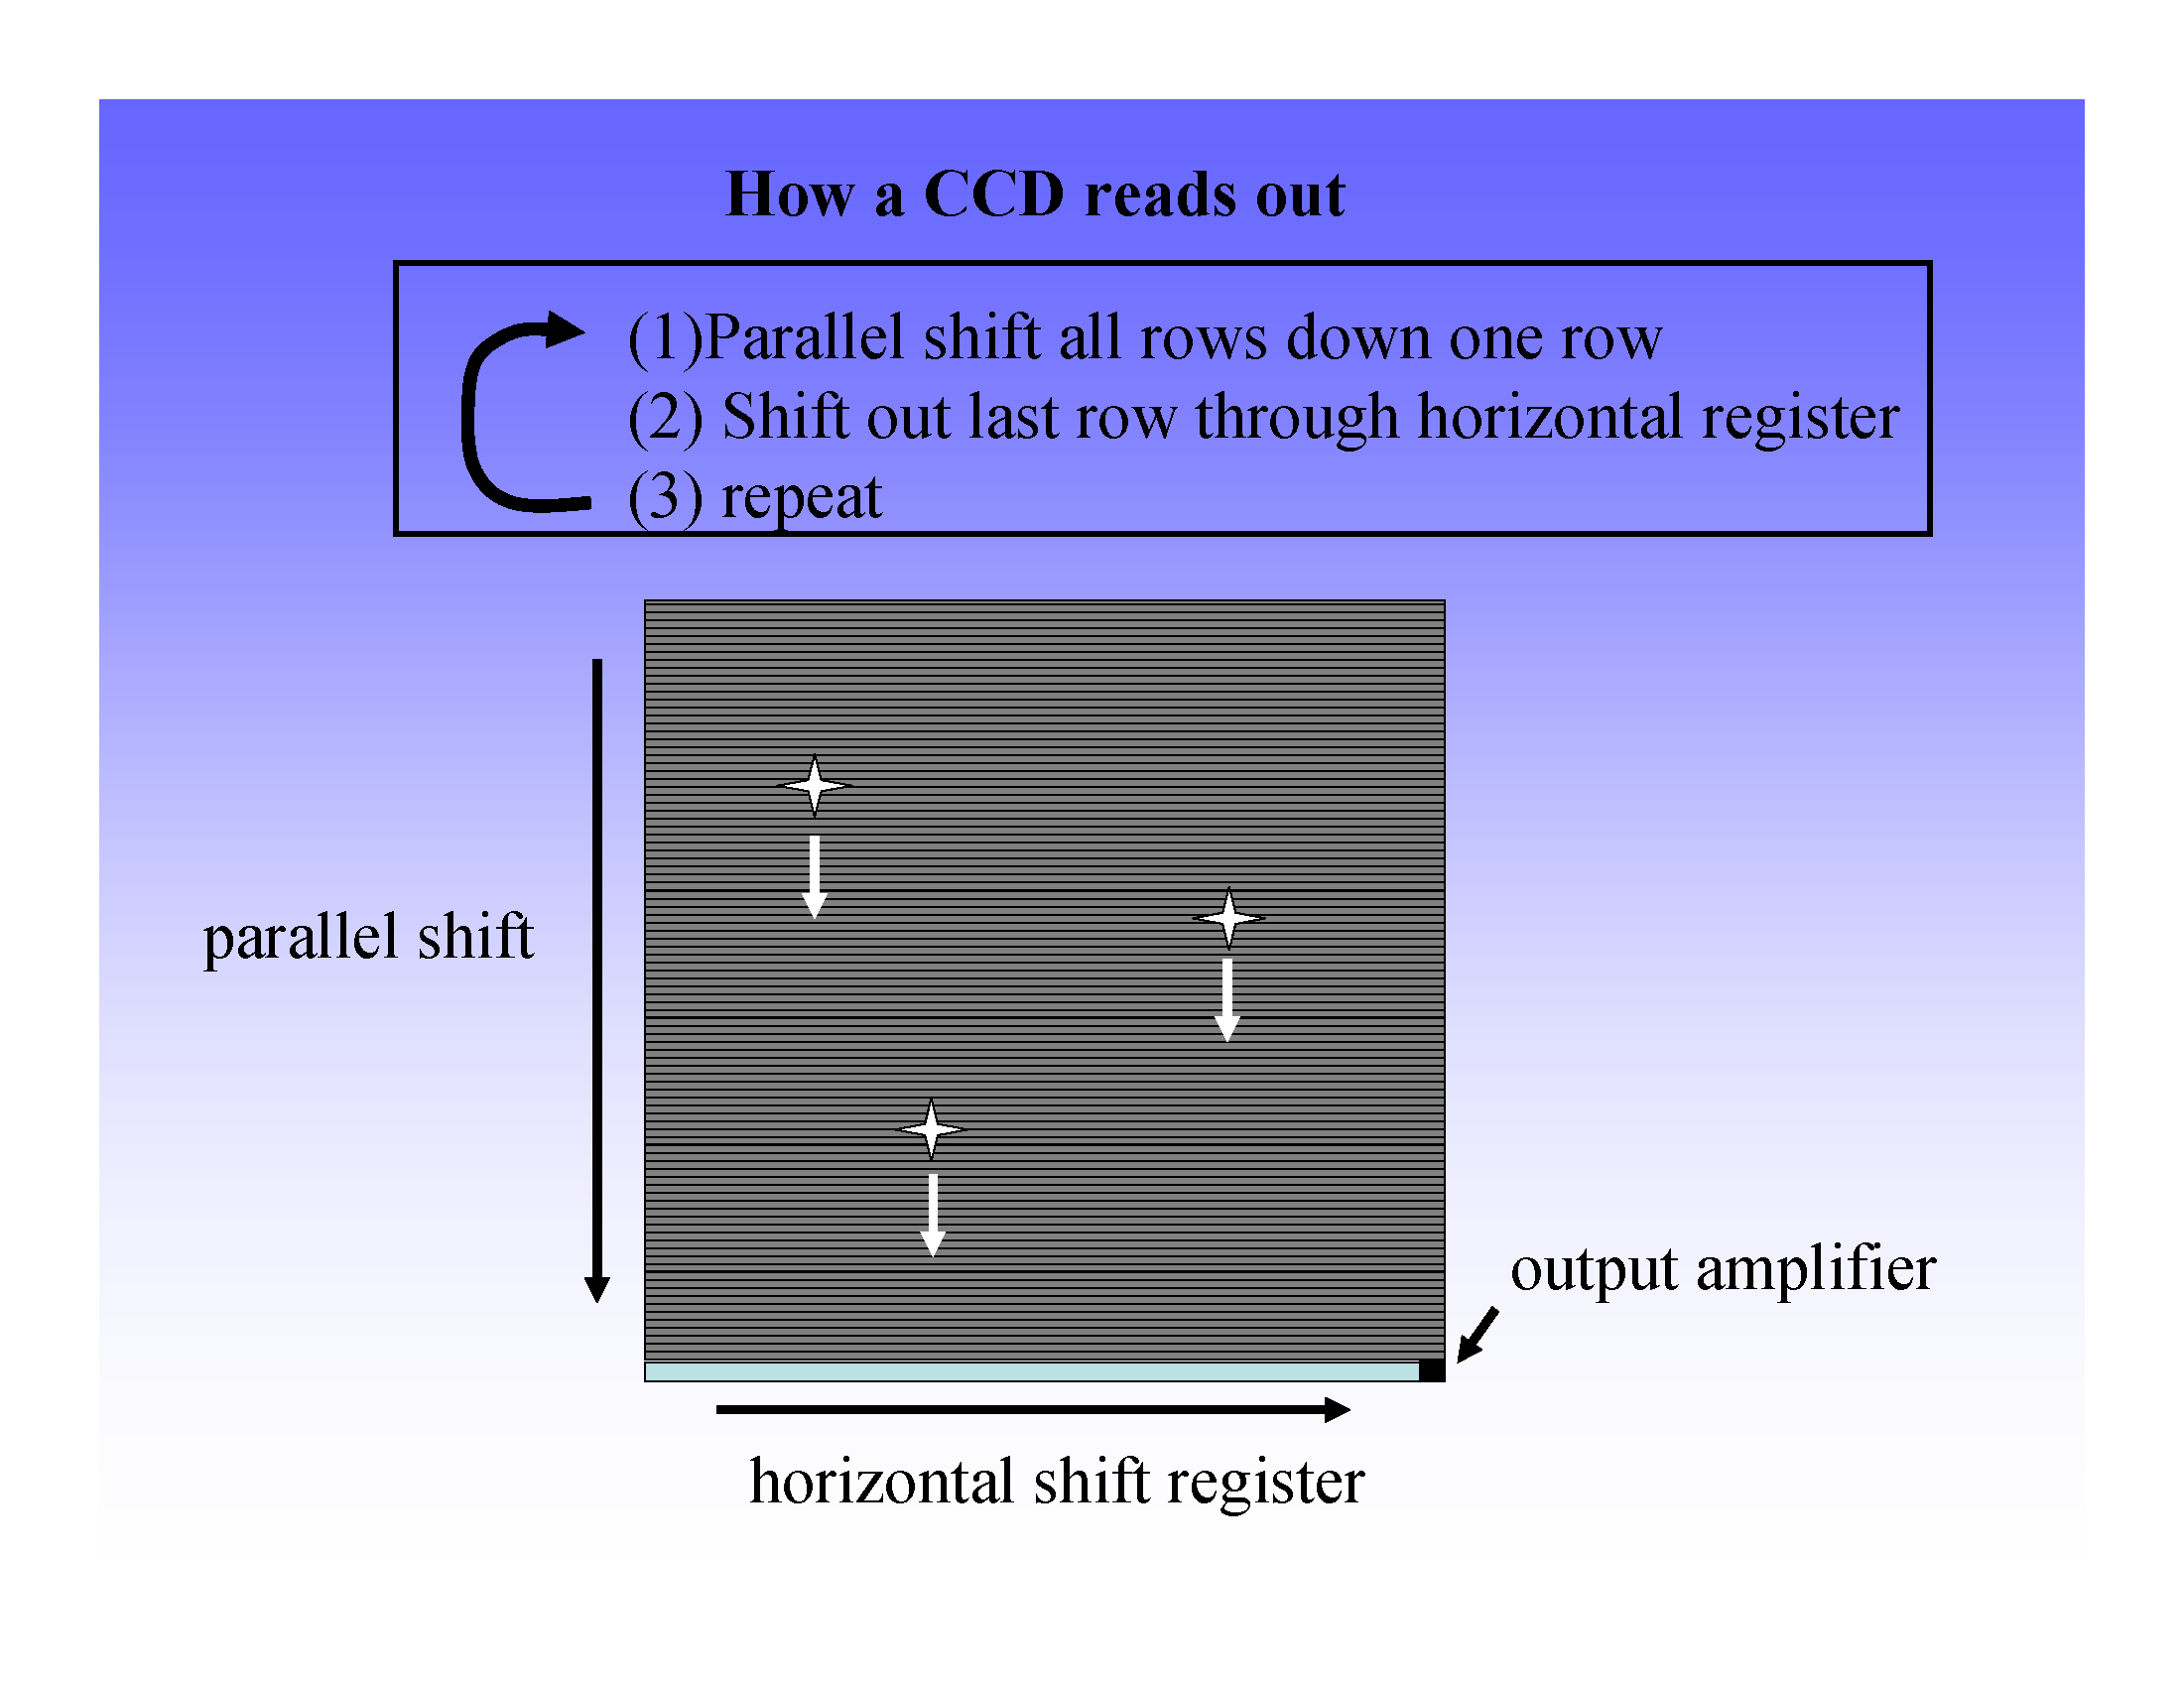 How a CCD reads out
(1)Parallel shift all rows down one row
(2) Shift out last row through horizontal register
(3) repeat
parallel shift
output amplifier
horizontal shift register